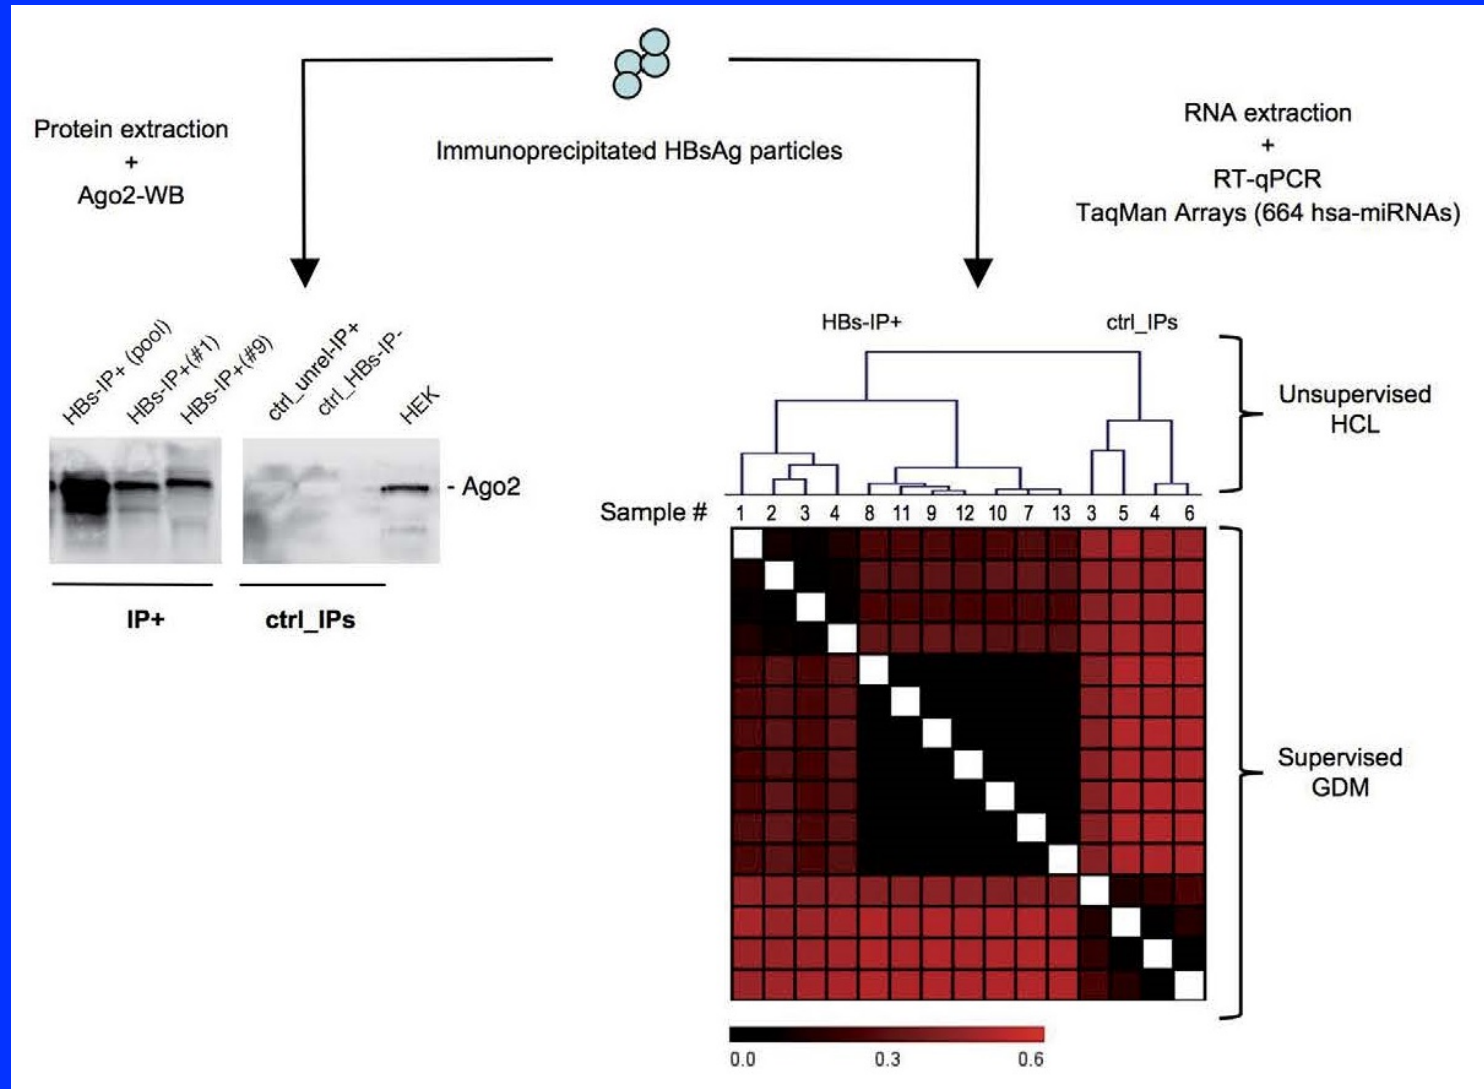 Protein extraction
+
Ago2-WB
Immunoprecipitated HBsAg particles
RNA extraction
+
RT-qPCR
TaqMan Arrays (664 hsa-miRNAs)
HBs-IP+ (pool)
HBs-IP+(#1)
HBs-IP+(#9)
ctrl_unrel-IP+
ctrl_HBs-IP-
HEK
- Ago2
IP+
ctrl_IPs
HBs-IP+
ctrl_IPs
Unsupervised
HCL
Sample # 1 2 3 4 8 11 9 12 10 7 13 3 5 4 6
Supervised
GDM
0.0 0.3 0.6